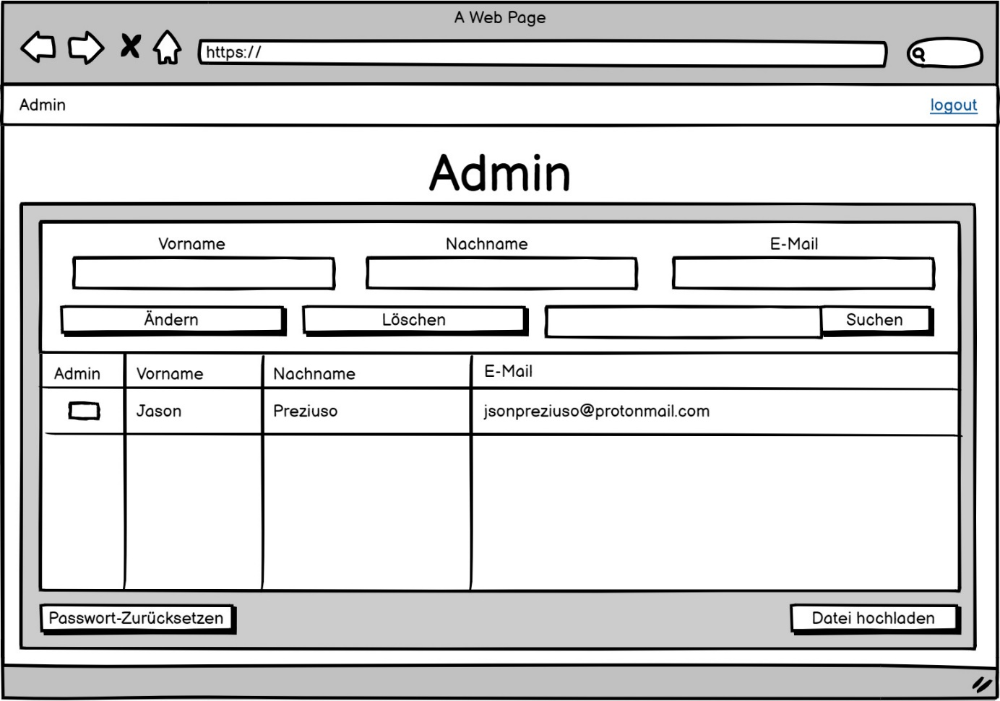 A Web Page
https://
Admin
logout
Admin
Vorname
Nachname
E-Mail
Ändern
Löschen
Suchen
Admin
Vorname
Nachname
E-Mail
Jason
Preziuso
jsonpreziuso@protonmail.com
Passwort-Zurücksetzen
Datei hochladen